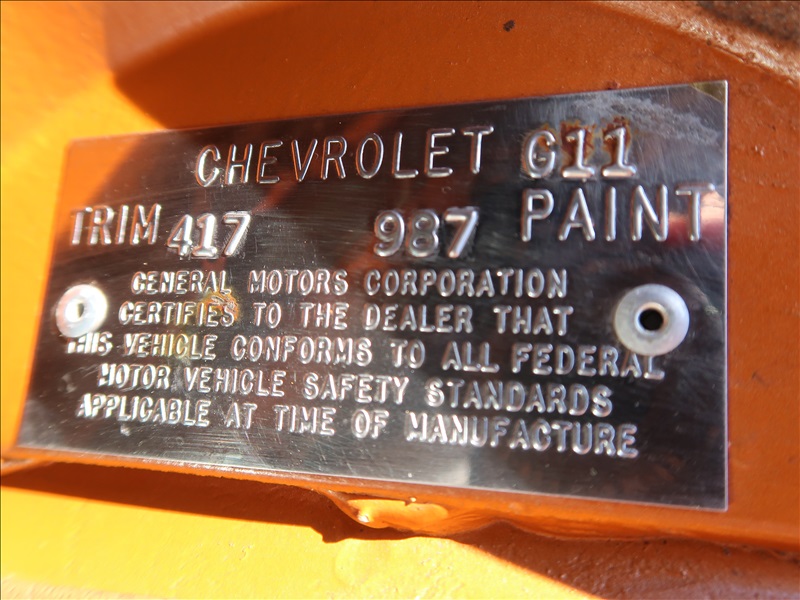 CHEVROLET G11
TRIM 417 987 PAINT
GENERAL MOTORS CORPORATION
CERTIFIES TO THE DEALER THAT
THIS VEHICLE CONFORMS TO ALL FEDERAL
MOTOR VEHICLE SAFETY STANDARDS
APPLICABLE AT TIME OF MANUFACTURE